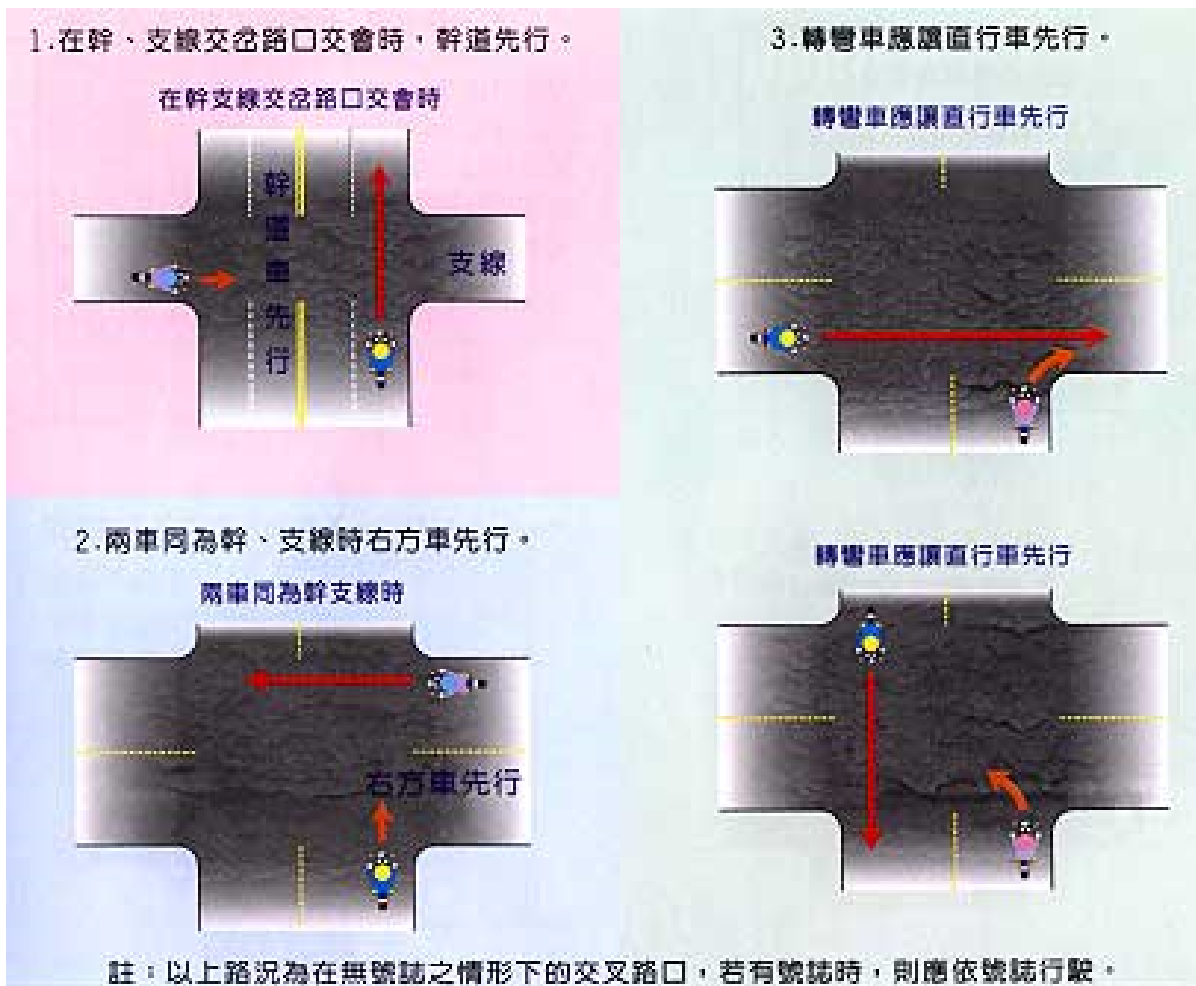 1.在幹、支線交岔路口交會時，幹道先行。
在幹支線交岔路口交會時
幹道車先行
支線
2.兩車同為幹、支線時右方車先行。
兩車同為幹支線時
右方車先行
3.轉彎車應讓直行車先行。
轉彎車應讓直行車先行
轉彎車應讓直行車先行
註：以上路況為在無號誌之情形下的交叉路口，若有號誌時，則應依號誌行駛。